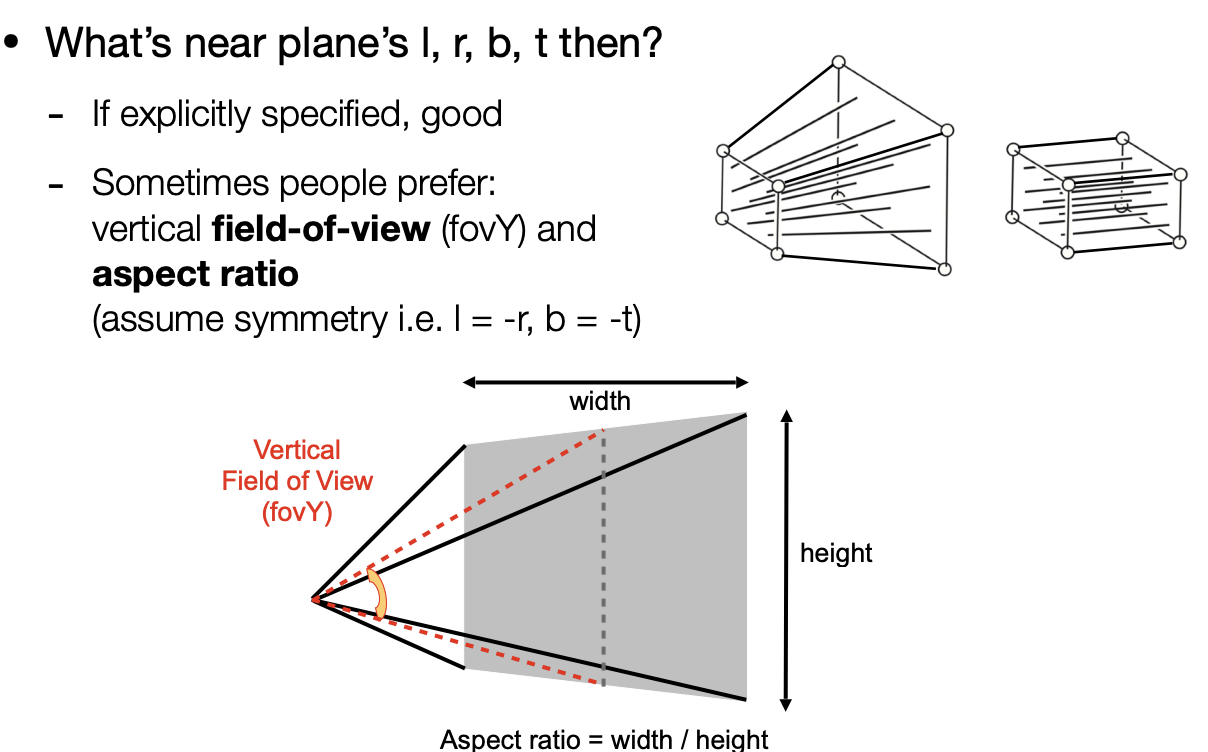 • What's near plane's l, r, b, t then?
- If explicitly specified, good
- Sometimes people prefer:
vertical field-of-view (fovY) and
aspect ratio
(assume symmetry i.e. l = -r, b = -t)
width
Vertical
Field of View
(fovY)
height
Aspect ratio = width / height